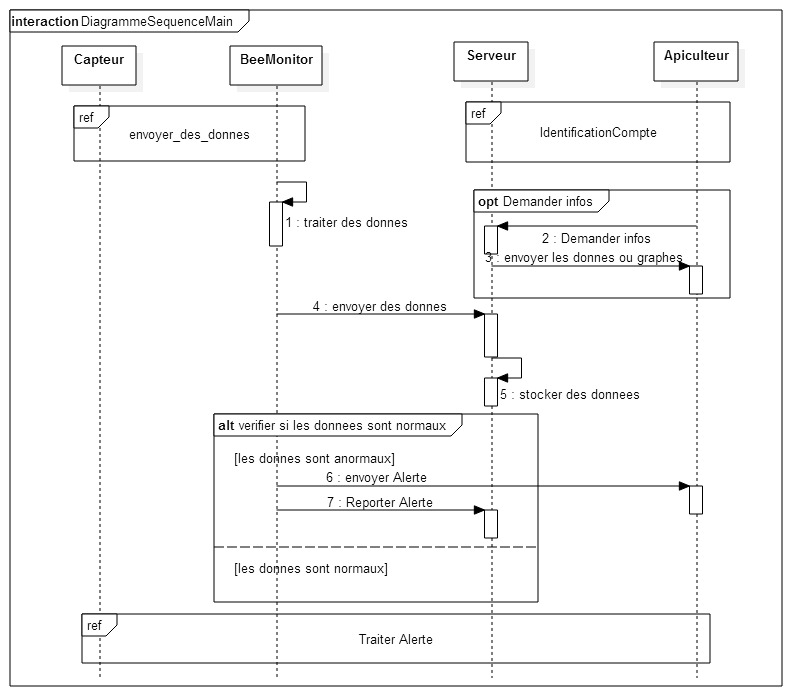 interaction DiagrammeSequenceMain
Capteur
BeeMonitor
Serveur
Apiculteur
ref
envoyer_des_donnes
ref
IdentificationCompte
1 : traiter des donnes
opt Demander infos
2 : Demander infos
3 : envoyer les donnes ou graphes
4 : envoyer des donnes
5 : stocker des donnees
alt verifier si les donnees sont normaux
[les donnes sont anormaux]
6 : envoyer Alerte
7 : Reporter Alerte
[les donnes sont normaux]
ref
Traiter Alerte